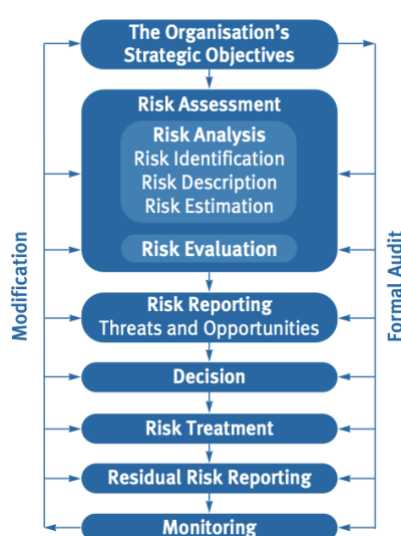 The Organisation's
Strategic Objectives
Risk Assessment
Risk Analysis
Risk Identification
Risk Description
Risk Estimation
Risk Evaluation
Risk Reporting
Threats and Opportunities
Decision
Risk Treatment
Residual Risk Reporting
Monitoring
Modification
Formal Audit